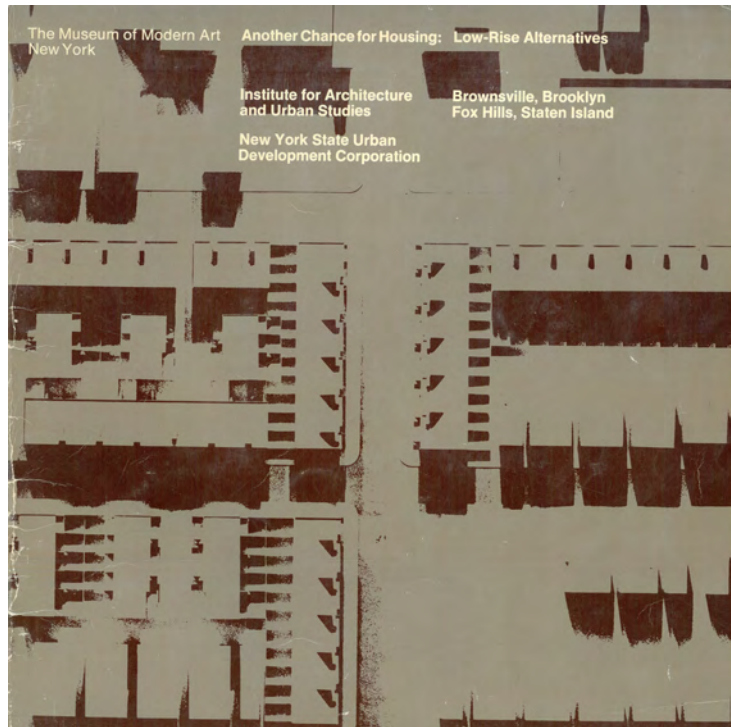 The Museum of Modern Art
New York
Another Chance for Housing: Low-Rise Alternatives
Institute for Architecture
and Urban Studies
Brownsville, Brooklyn
Fox Hills, Staten Island
New York State Urban
Development Corporation